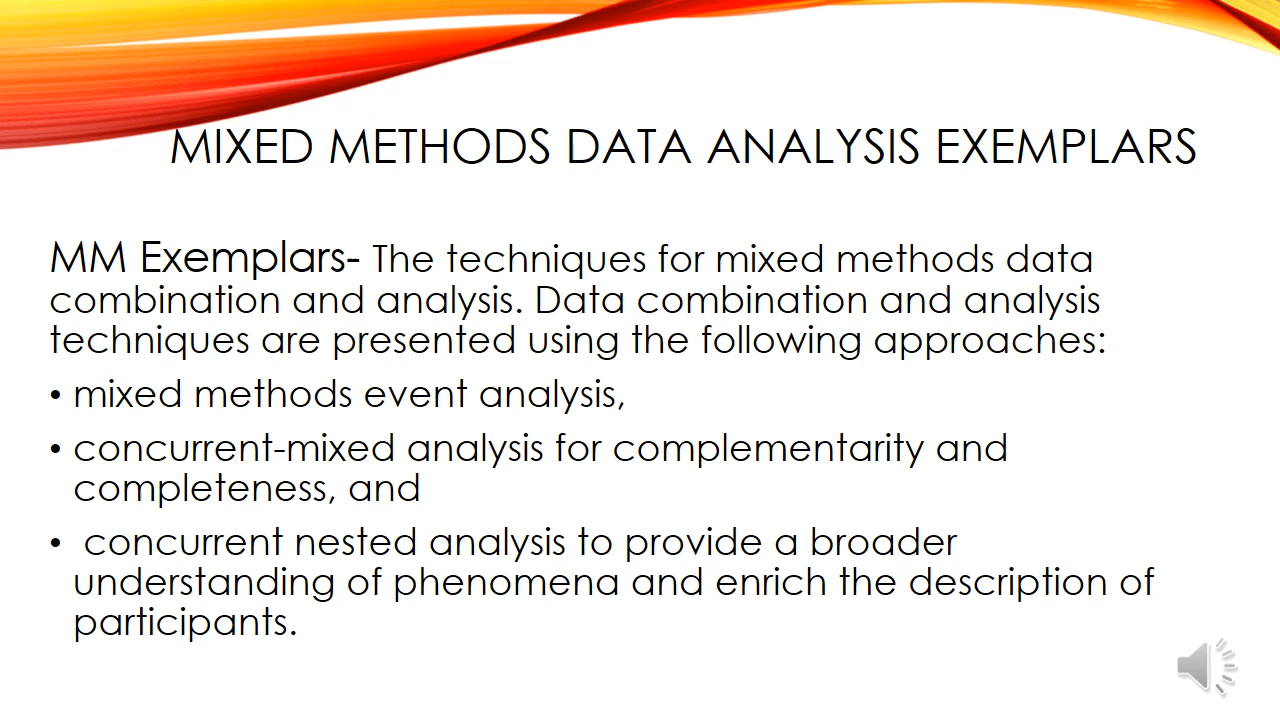 MIXED METHODS DATA ANALYSIS EXEMPLARS
MM Exemplars- The techniques for mixed methods data
combination and analysis. Data combination and analysis
techniques are presented using the following approaches:
• mixed methods event analysis,
• concurrent-mixed analysis for complementarity and
completeness, and
• concurrent nested analysis to provide a broader
understanding of phenomena and enrich the description of
participants.